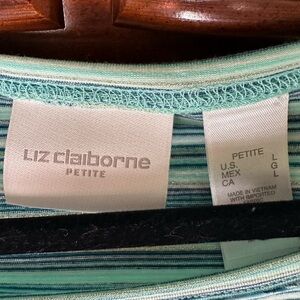 LIZ claiborne
PETITE
PETITE
U.S. L
MEX G
CA L
MADE IN VIETNAM
WITH IMPORTED